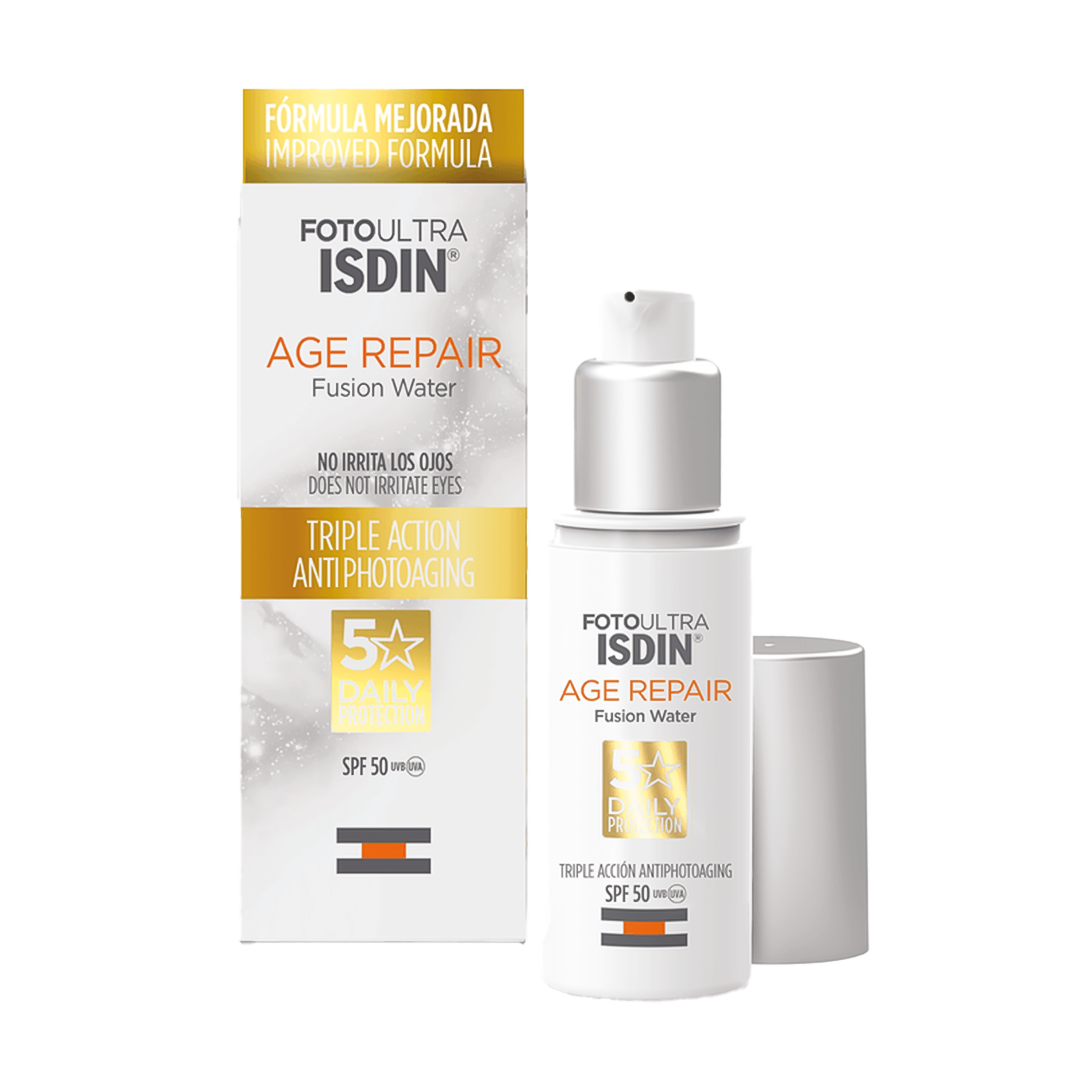 FÓRMULA MEJORADA
IMPROVED FORMULA
FOTOULTRA
ISDIN®
AGE REPAIR
Fusion Water
NO IRRITA LOS OJOS
DOES NOT IRRITATE EYES
TRIPLE ACTION
ANTIPHOTOAGING
5☆
DAILY
PROTECTION
SPF 50 UVB UVA
FOTOULTRA
ISDIN®
AGE REPAIR
Fusion Water
5☆
DAILY
PROTECTION
TRIPLE ACCIÓN ANTIPHOTOAGING
SPF 50 UVB UVA